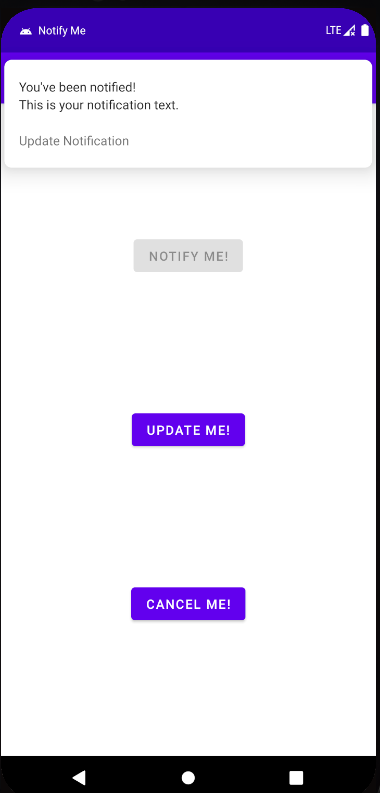 Notify Me
LTE
You've been notified!
This is your notification text.
Update Notification
NOTIFY ME!
UPDATE ME!
CANCEL ME!